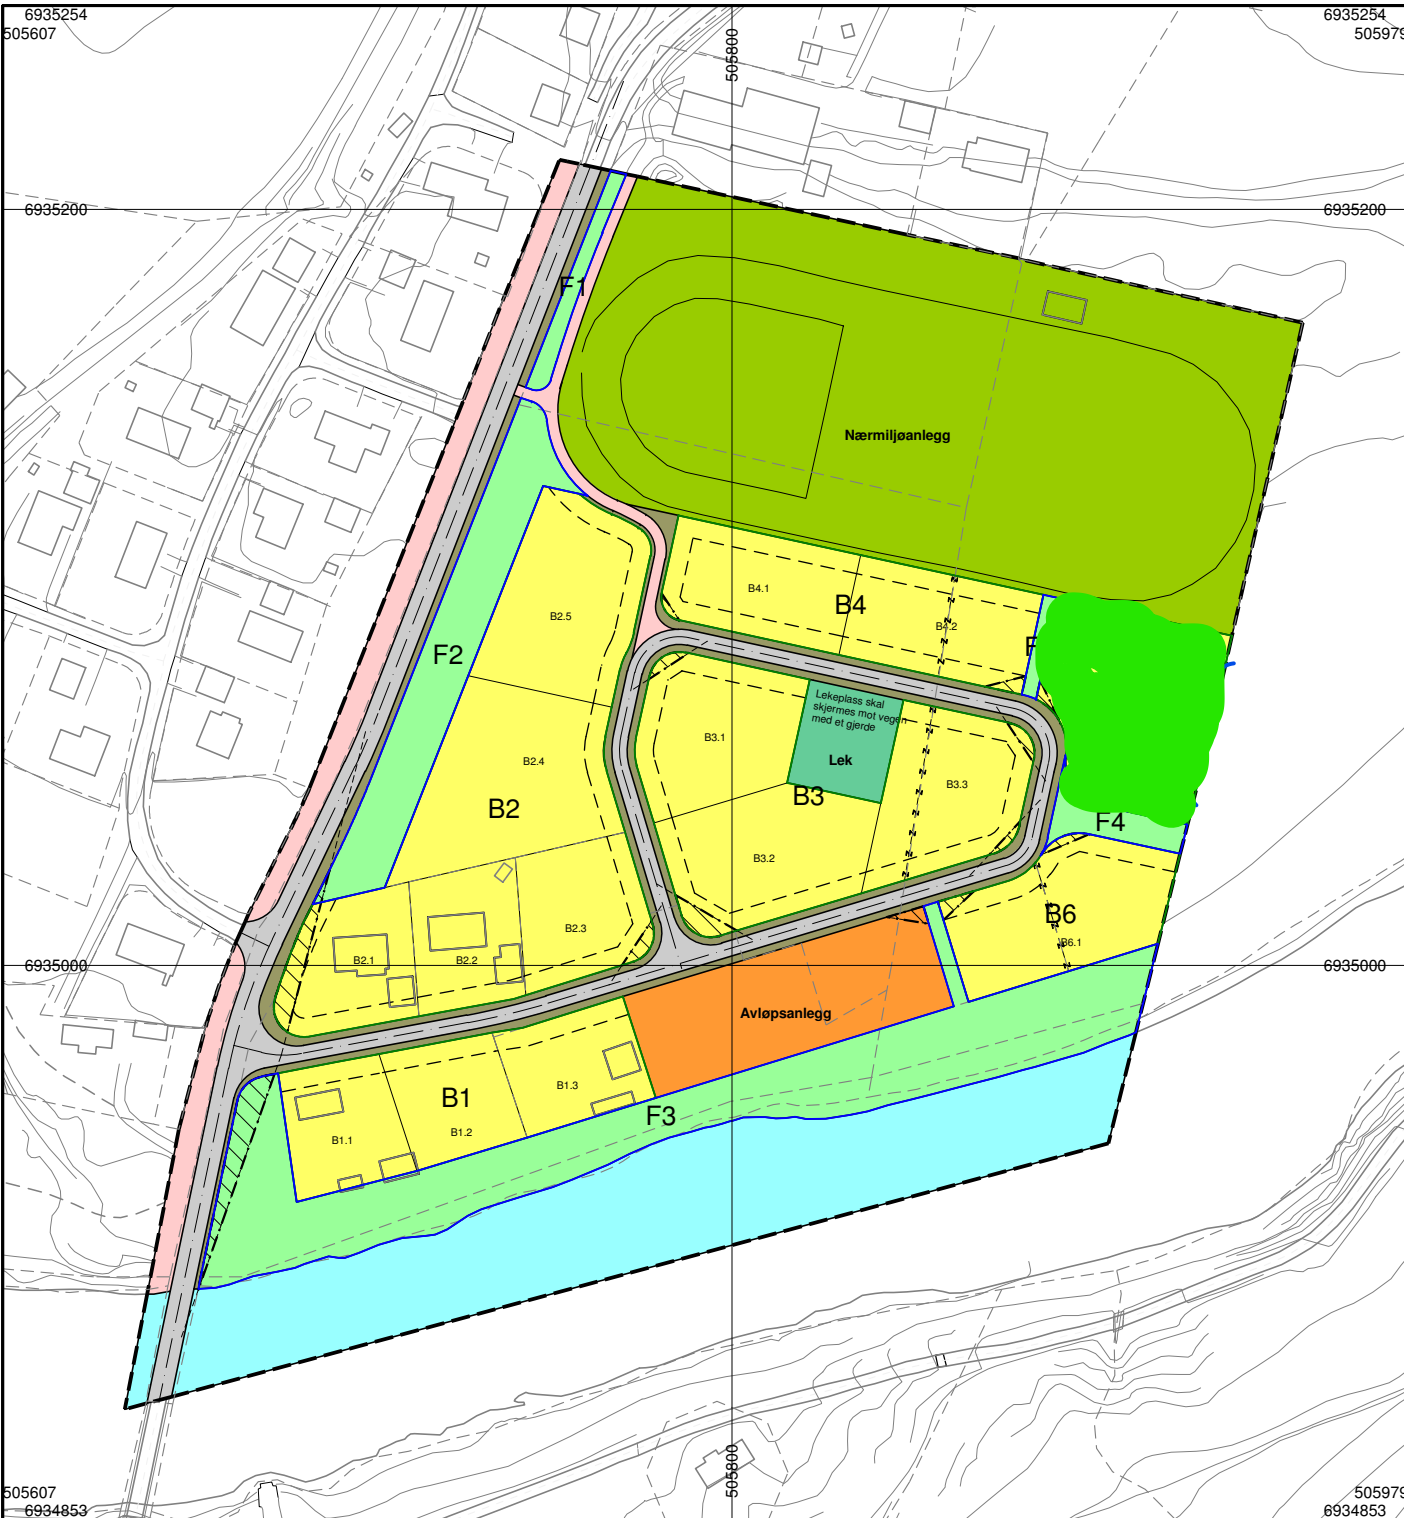 6935254
505607
505800
6935254
505979
6935200
6935200
F1
Nærmiljøanlegg
B4.1
B4
B4.2
B2.5
F2
F
Lekeplass skal
skjermes mot vegen
med et gjerde
Lek
B3.1
B3
B3.3
B2.4
B2
F4
B3.2
B2.3
B2.1
B2.2
B6
B6.1
6935000
6935000
Avløpsanlegg
B1.3
B1
B1.2
B1.1
F3
505800
505607
6934853
505979
6934853